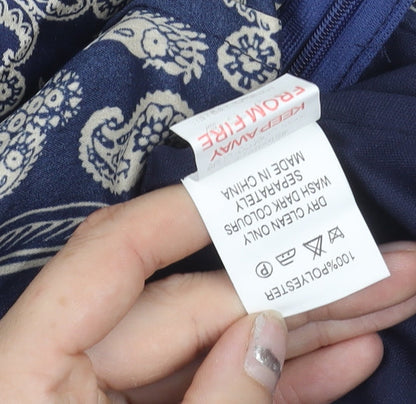 100%POLYESTER
DRY CLEAN ONLY
WASH DARK COLOURS
SEPARATELY
MADE IN CHINA
KEEP AWAY
FROM FIRE